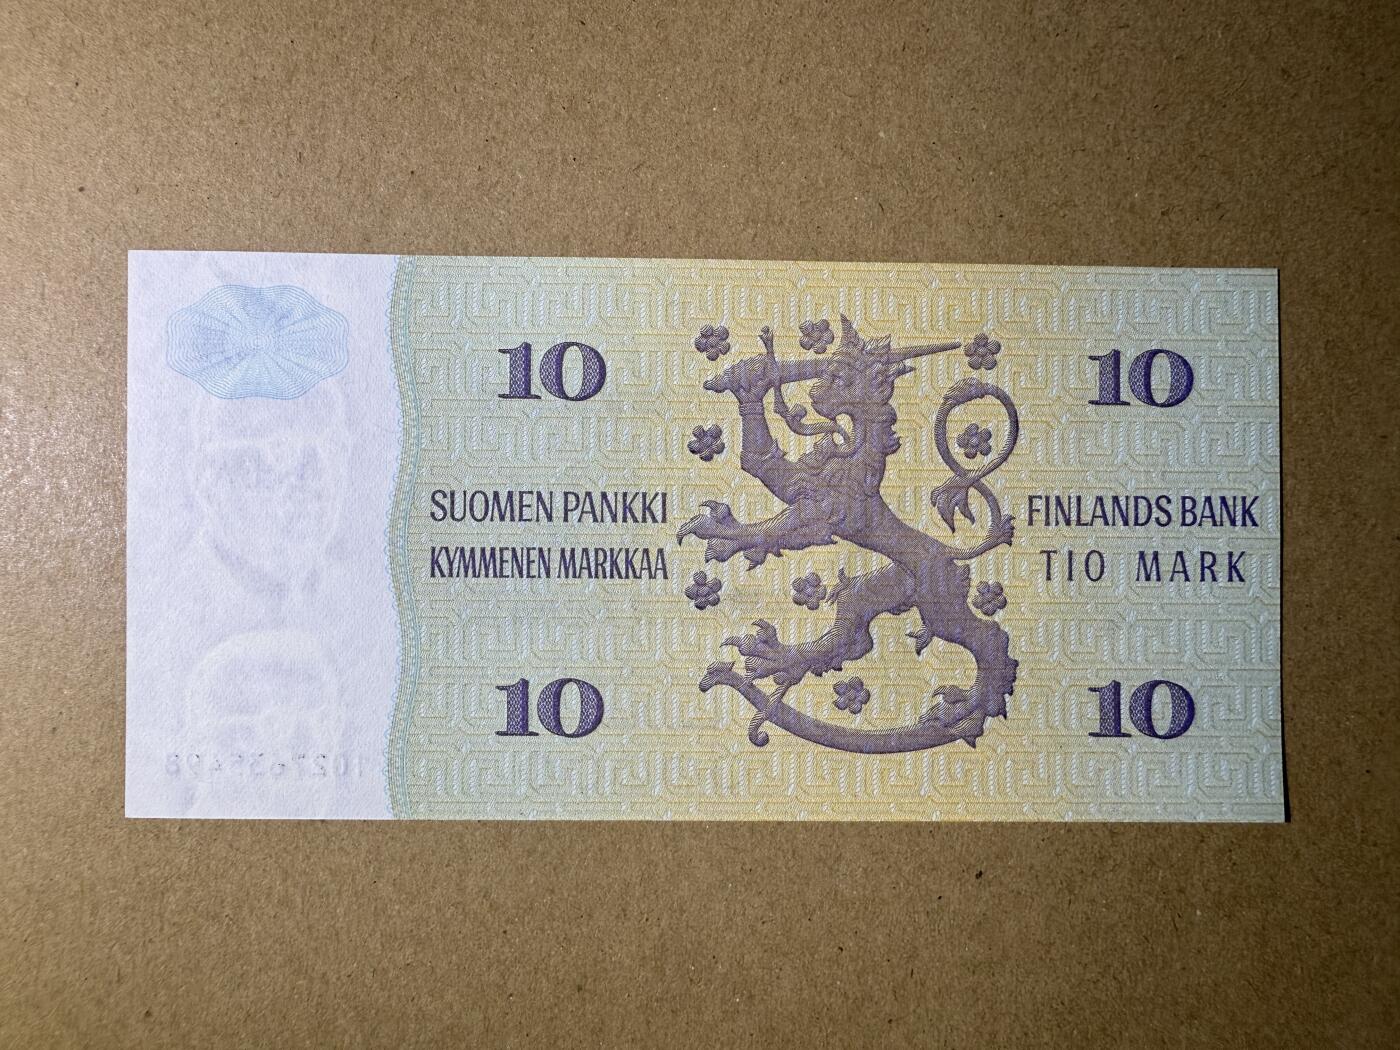 10
10
SUOMEN PANKKI
KYMMENEN MARKKAA
FINLANDS BANK
TIO MARK
10
10